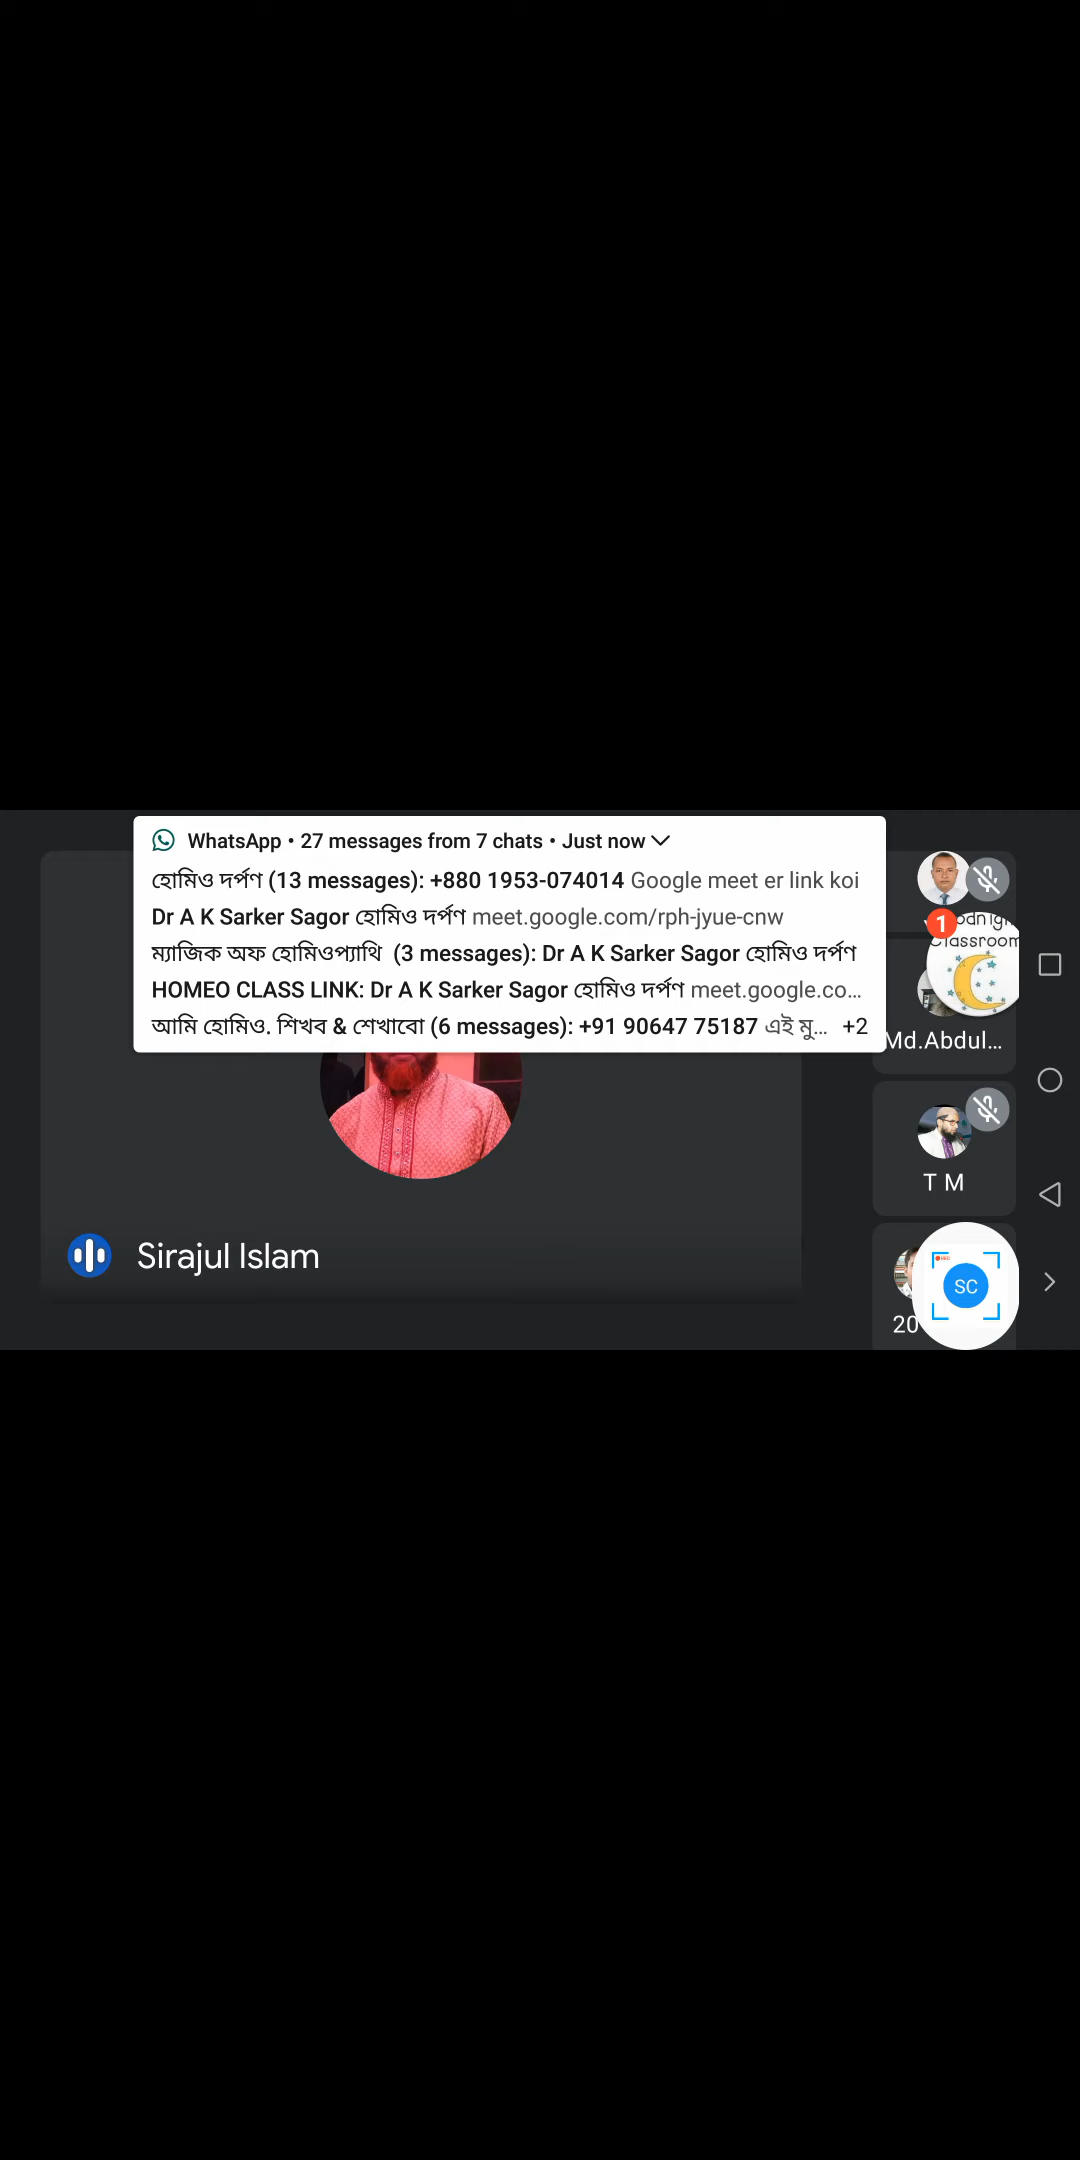 WhatsApp • 27 messages from 7 chats • Just now
হোমিও দর্পণ (13 messages): +880 1953-074014 Google meet er link koi
Dr A K Sarker Sagor হোমিও দর্পণ meet.google.com/rph-jyue-cnw
ম্যাজিক অফ হোমিওপ্যাথি (3 messages): Dr A K Sarker Sagor হোমিও দর্পণ
HOMEO CLASS LINK: Dr A K Sarker Sagor হোমিও দর্পণ meet.google.co...
আমি হোমিও. শিখব & শেখাবো (6 messages): +91 90647 75187 এই মু... +2
1
Classroom
Md.Abdul...
T M
Sirajul Islam
REC
SC
20